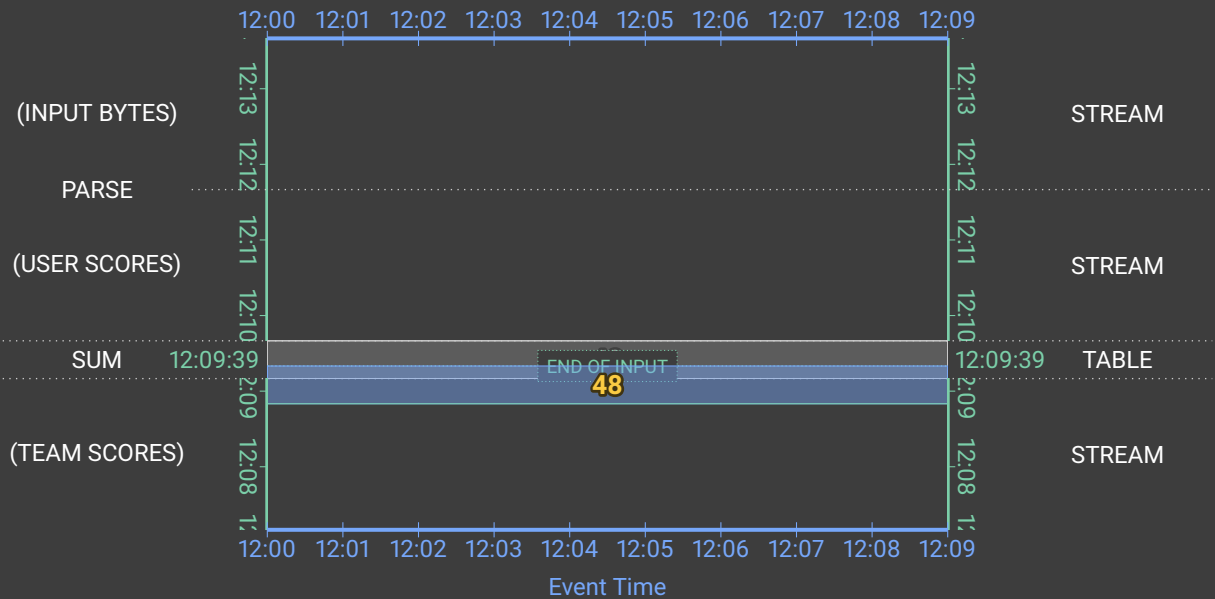 12:00 12:01 12:02 12:03 12:04 12:05 12:06 12:07 12:08 12:09
12:13 12:13
(INPUT BYTES) STREAM
12:12 12:12
PARSE
12:11 12:11
(USER SCORES) STREAM
12:10 12:10
SUM 12:09:39 12:09:39 TABLE
END OF INPUT
48
2:09 2:09
(TEAM SCORES) STREAM
12:08 12:08
12:00 12:01 12:02 12:03 12:04 12:05 12:06 12:07 12:08 12:09
Event Time